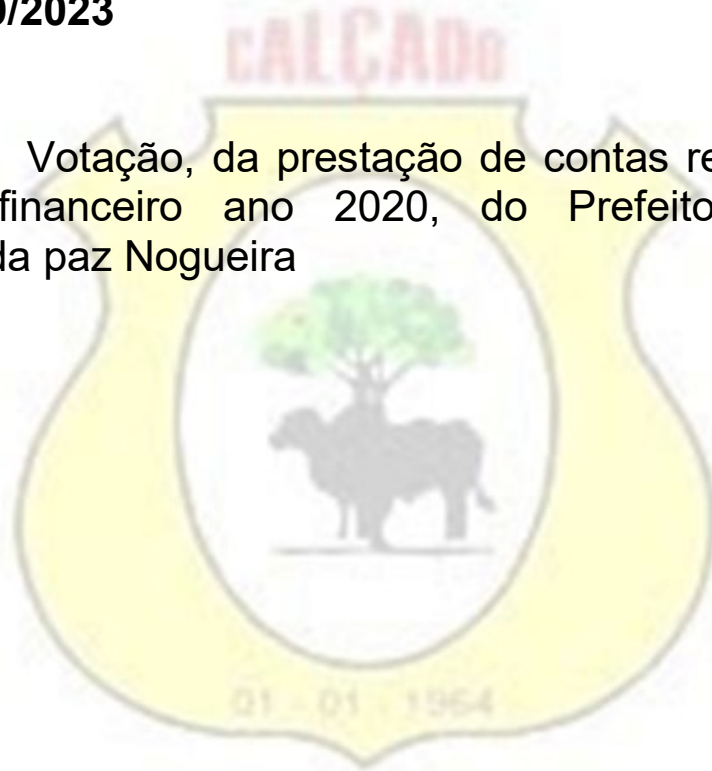 0/2023
CALÇADO
Votação, da prestação de contas re
financeiro ano 2020, do Prefeito
da paz Nogueira
01 - 01 - 1964